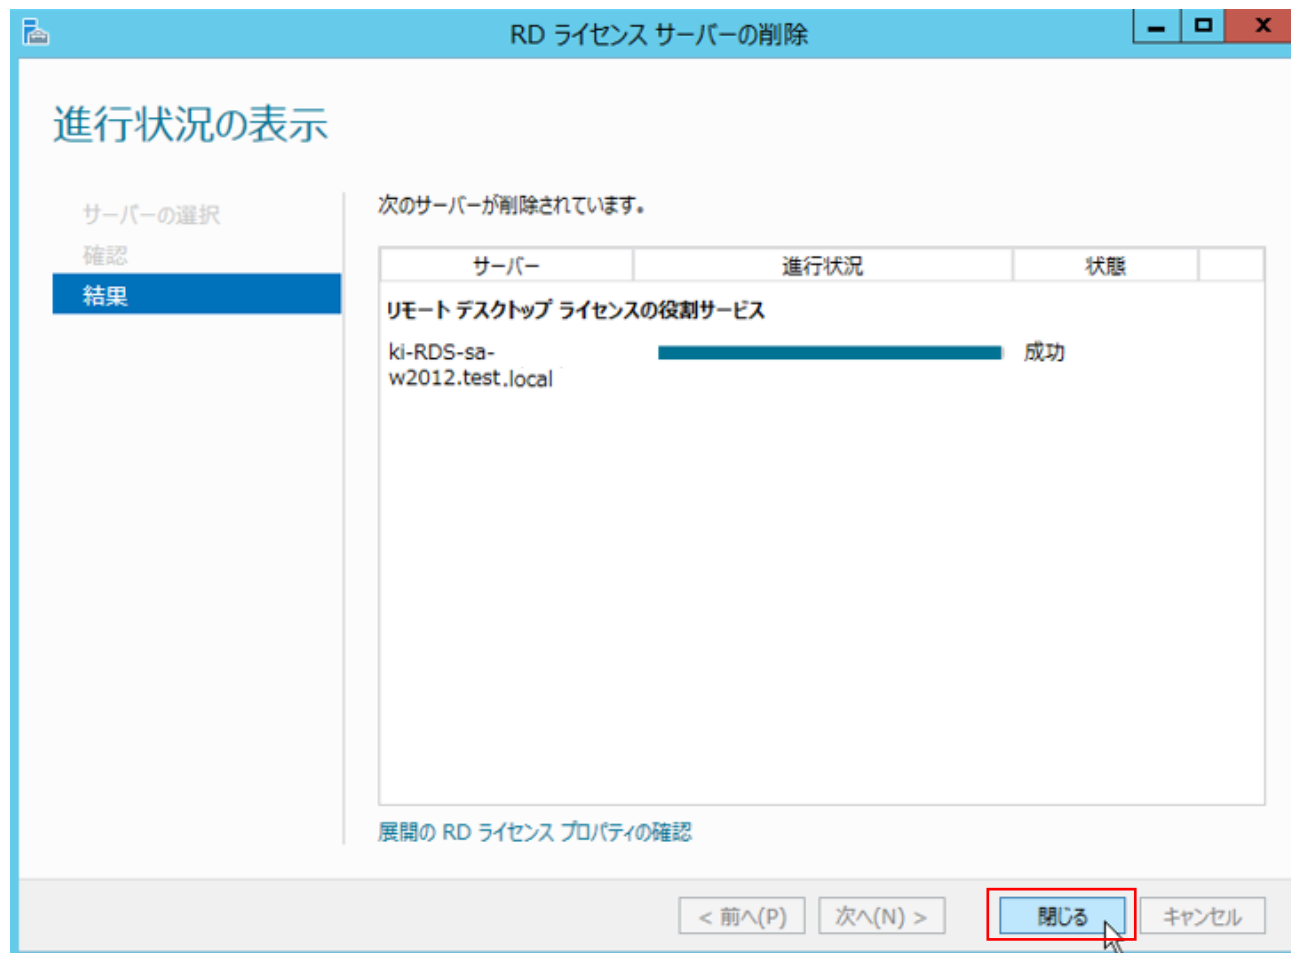 RD ライセンス サーバーの削除
進行状況の表示
サーバーの選択
確認
結果
次のサーバーが削除されています。
サーバー 進行状況 状態
リモート デスクトップ ライセンスの役割サービス
ki-RDS-sa- 成功
w2012.test.local
展開の RD ライセンス プロパティの確認
< 前へ(P) 次へ(N) > 閉じる キャンセル